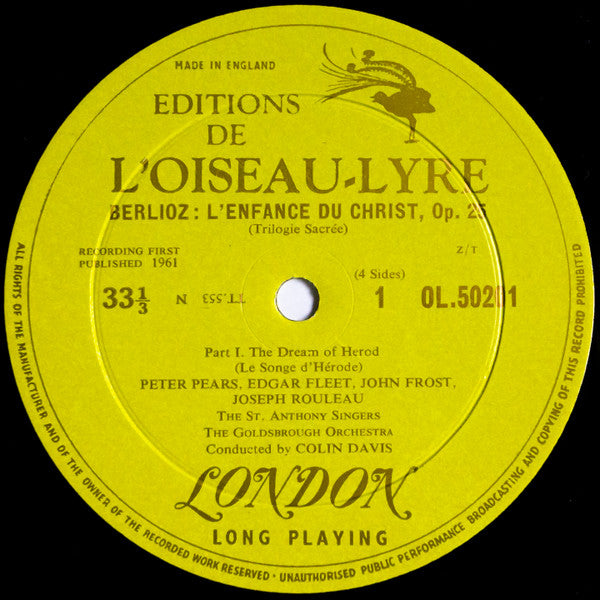 MADE IN ENGLAND
EDITIONS
DE
L'OISEAU-LYRE
BERLIOZ: L'ENFANCE DU CHRIST, Op. 25
(Trilogie Sacrée)
RECORDING FIRST
PUBLISHED 1961
Z/T
(4 Sides)
33⅓
N
TT.553
1
OL.50201
Part I. The Dream of Herod
(Le Songe d'Hérode)
PETER PEARS, EDGAR FLEET, JOHN FROST,
JOSEPH ROULEAU
THE ST. ANTHONY SINGERS
THE GOLDSBROUGH ORCHESTRA
Conducted by COLIN DAVIS
LONDON
LONG PLAYING
ALL RIGHTS OF THE MANUFACTURER AND OF THE OWNER OF THE RECORDED WORK RESERVED · UNAUTHORISED PUBLIC PERFORMANCE BROADCASTING AND COPYING OF THIS RECORD PROHIBITED